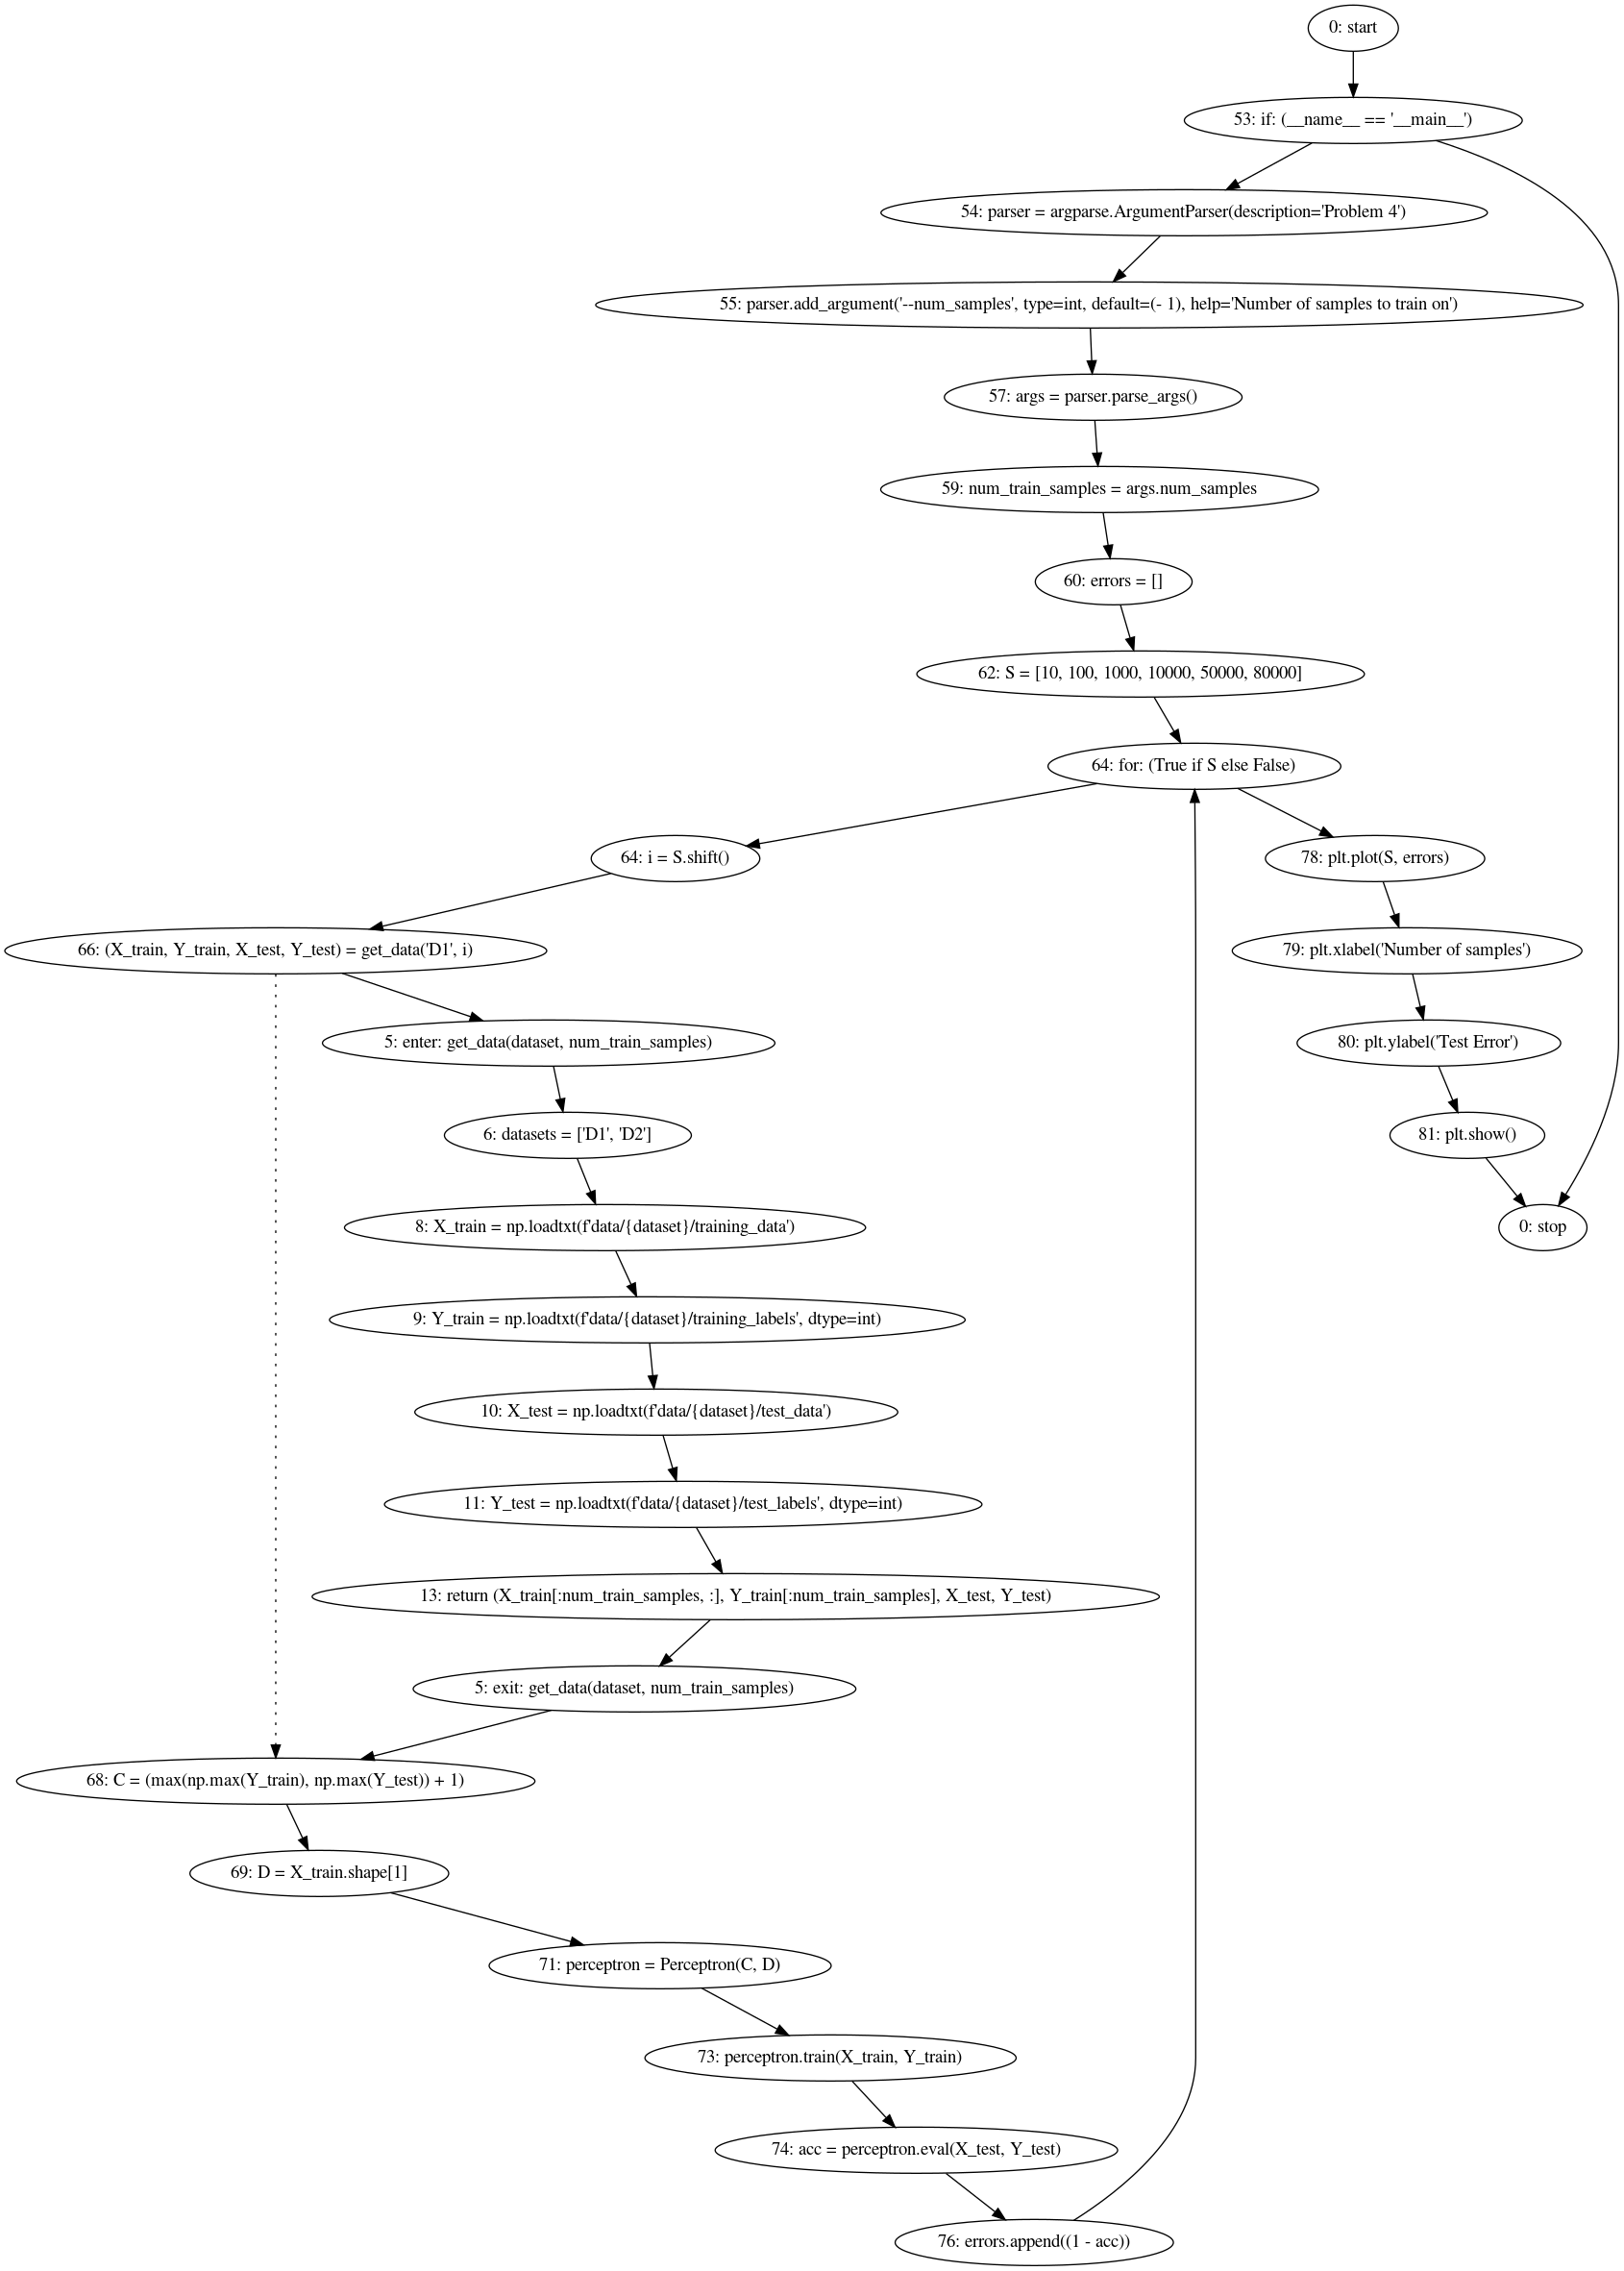 0: start
53: if: (__name__ == '__main__')
54: parser = argparse.ArgumentParser(description='Problem 4')
55: parser.add_argument('--num_samples', type=int, default=(- 1), help='Number of samples to train on')
57: args = parser.parse_args()
59: num_train_samples = args.num_samples
60: errors = []
62: S = [10, 100, 1000, 10000, 50000, 80000]
64: for: (True if S else False)
64: i = S.shift()
78: plt.plot(S, errors)
66: (X_train, Y_train, X_test, Y_test) = get_data('D1', i)
79: plt.xlabel('Number of samples')
5: enter: get_data(dataset, num_train_samples)
80: plt.ylabel('Test Error')
6: datasets = ['D1', 'D2']
81: plt.show()
8: X_train = np.loadtxt(f'data/{dataset}/training_data')
0: stop
9: Y_train = np.loadtxt(f'data/{dataset}/training_labels', dtype=int)
10: X_test = np.loadtxt(f'data/{dataset}/test_data')
11: Y_test = np.loadtxt(f'data/{dataset}/test_labels', dtype=int)
13: return (X_train[:num_train_samples, :], Y_train[:num_train_samples], X_test, Y_test)
5: exit: get_data(dataset, num_train_samples)
68: C = (max(np.max(Y_train), np.max(Y_test)) + 1)
69: D = X_train.shape[1]
71: perceptron = Perceptron(C, D)
73: perceptron.train(X_train, Y_train)
74: acc = perceptron.eval(X_test, Y_test)
76: errors.append((1 - acc))